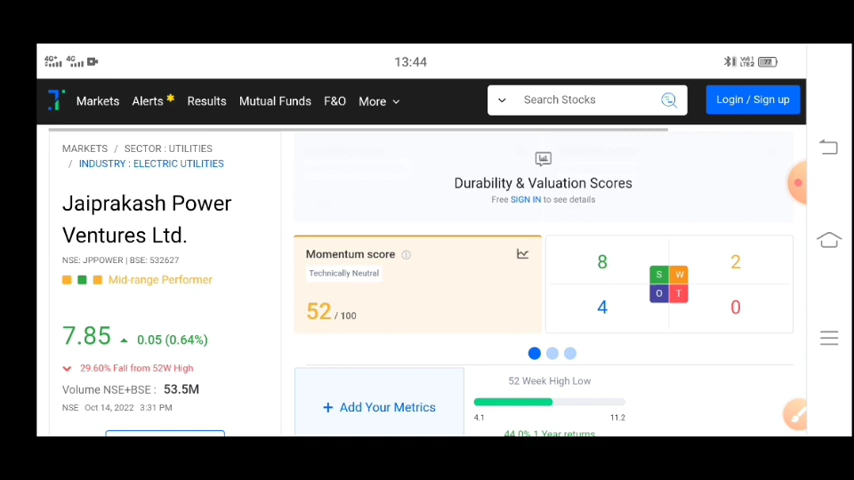 4G+ 4G 13:44 77
Markets Alerts Results Mutual Funds F&O More Search Stocks Login / Sign up
MARKETS / SECTOR : UTILITIES
/ INDUSTRY : ELECTRIC UTILITIES
Jaiprakash Power
Ventures Ltd.
NSE: JPPOWER | BSE: 532627
Mid-range Performer
7.85 0.05 (0.64%)
29.60% Fall from 52W High
Volume NSE+BSE : 53.5M
NSE Oct 14, 2022 3:31 PM
Durability & Valuation Scores
Free SIGN IN to see details
Momentum score
Technically Neutral
52 / 100
8 2
S W
O T
4 0
+ Add Your Metrics
52 Week High Low
4.1 11.2
44.0% 1 Year returns